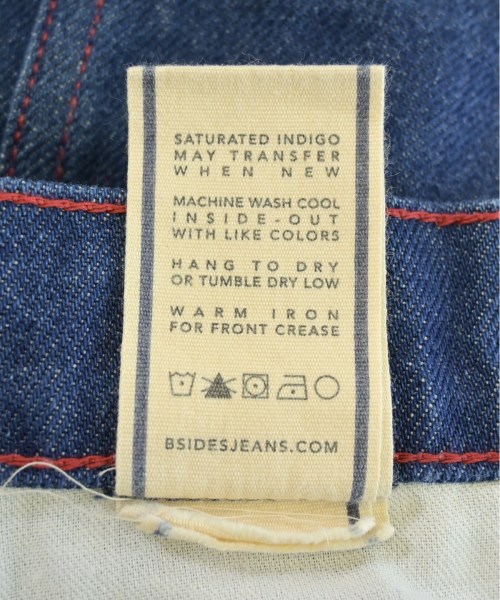 SATURATED INDIGO
MAY TRANSFER
WHEN NEW
MACHINE WASH COOL
INSIDE-OUT
WITH LIKE COLORS
HANG TO DRY
OR TUMBLE DRY LOW
WARM IRON
FOR FRONT CREASE
BSIDESJEANS.COM